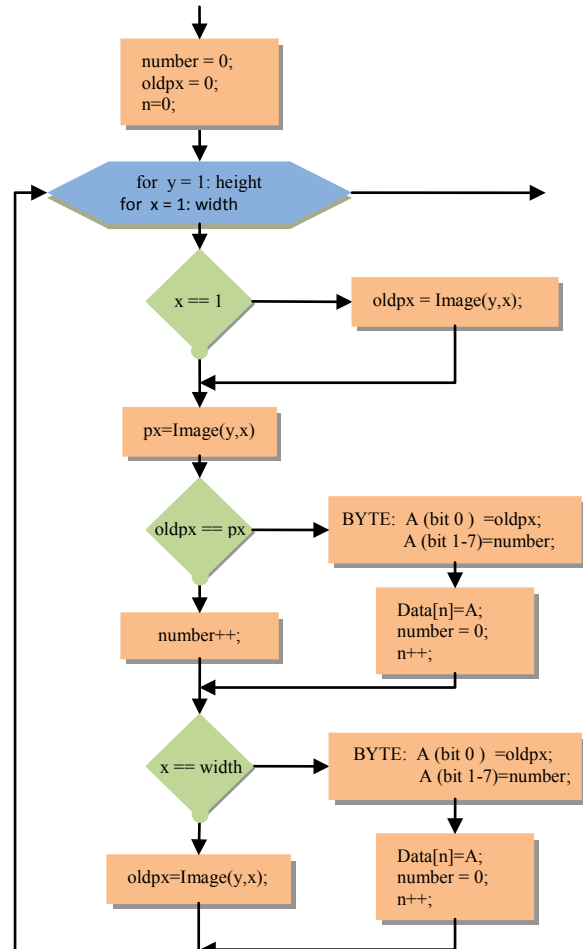 number = 0;
oldpx = 0;
n=0;
for y = 1: height
for x = 1: width
x == 1
oldpx = Image(y,x);
px=Image(y,x)
oldpx == px
BYTE: A (bit 0 ) =oldpx;
A (bit 1-7)=number;
number++;
Data[n]=A;
number = 0;
n++;
x == width
BYTE: A (bit 0 ) =oldpx;
A (bit 1-7)=number;
oldpx=Image(y,x);
Data[n]=A;
number = 0;
n++;